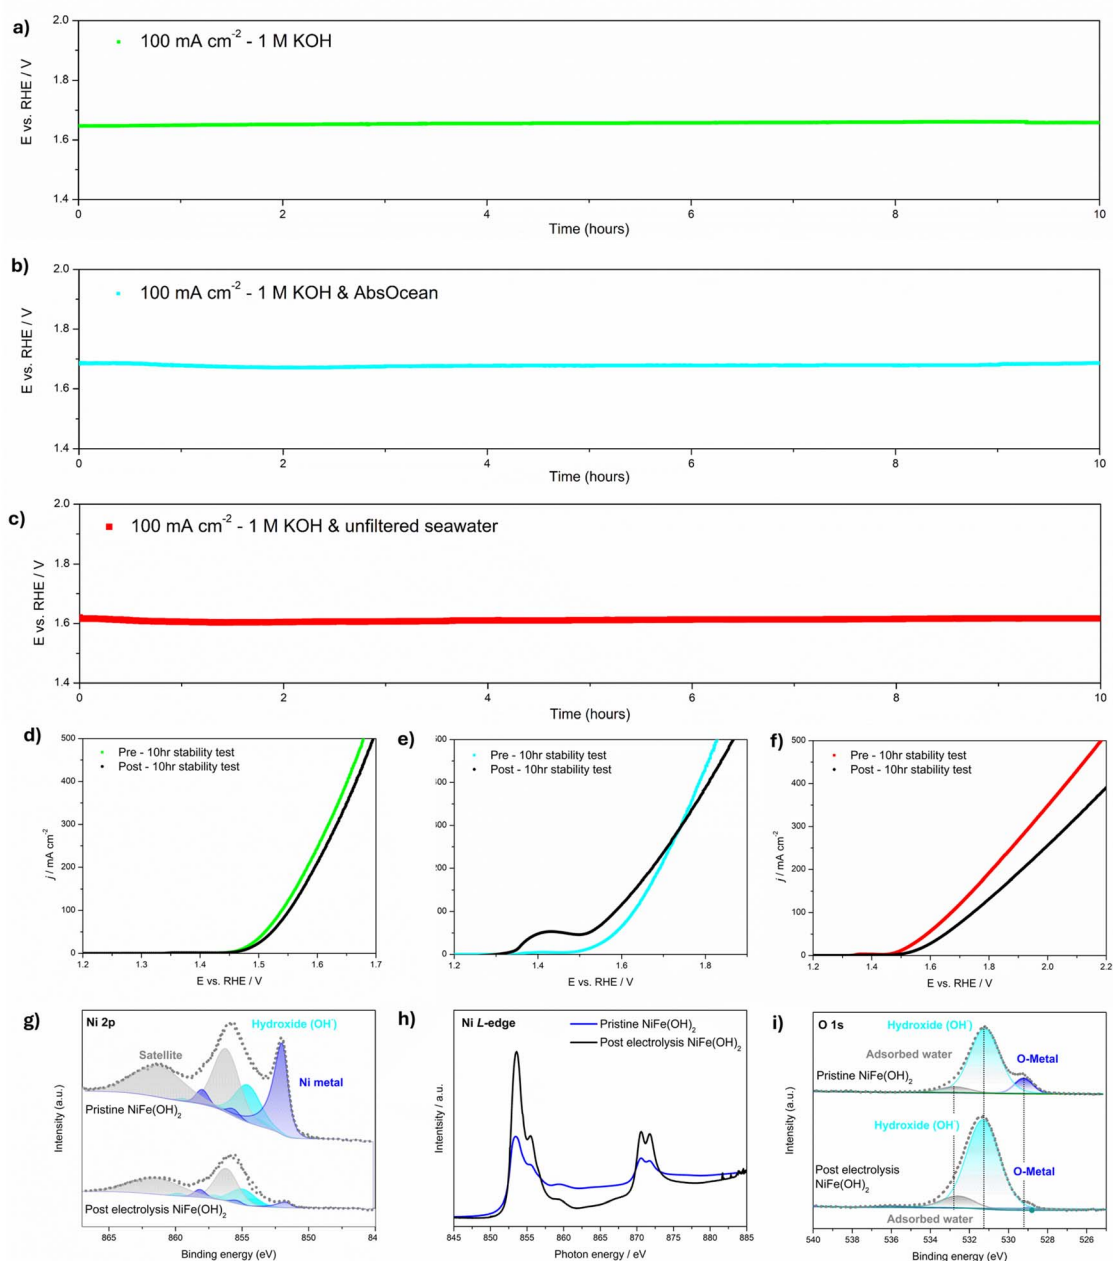 a)
2.0
1.8
1.6
1.4
E vs. RHE / V
100 mA cm⁻² - 1 M KOH
0 2 4 6 8 10
Time (hours)
b)
2.0
1.8
1.6
1.4
E vs. RHE / V
100 mA cm⁻² - 1 M KOH & AbsOcean
0 2 4 6 8 10
Time (hours)
c)
2.0
1.8
1.6
1.4
E vs. RHE / V
100 mA cm⁻² - 1 M KOH & unfiltered seawater
0 2 4 6 8 10
Time (hours)
d)
500
400
300
200
100
0
j / mA cm⁻²
Pre - 10hr stability test
Post - 10hr stability test
1.2 1.3 1.4 1.5 1.6 1.7
E vs. RHE / V
e)
Pre - 10hr stability test
Post - 10hr stability test
1.2 1.4 1.6 1.8
E vs. RHE / V
f)
500
400
300
200
100
0
j / mA cm⁻²
Pre - 10hr stability test
Post - 10hr stability test
1.2 1.4 1.6 1.8 2.0 2.2
E vs. RHE / V
g)
Ni 2p
Hydroxide (OH⁻)
Satellite
Ni metal
Pristine NiFe(OH)₂
Post electrolysis NiFe(OH)₂
Intensity (a.u.)
865 860 855 850 84
Binding energy (eV)
h)
Ni L-edge
Pristine NiFe(OH)₂
Post electrolysis NiFe(OH)₂
Intentsity / a.u.
845 850 855 860 865 870 875 880 885
Photon energy / eV
i)
O 1s
Hydroxide (OH⁻)
Adsorbed water
O-Metal
Pristine NiFe(OH)₂
Hydroxide (OH⁻)
O-Metal
Post electrolysis
NiFe(OH)₂
Adsorbed water
Intensity (a.u.)
540 538 536 534 532 530 528 526
Binding energy (eV)